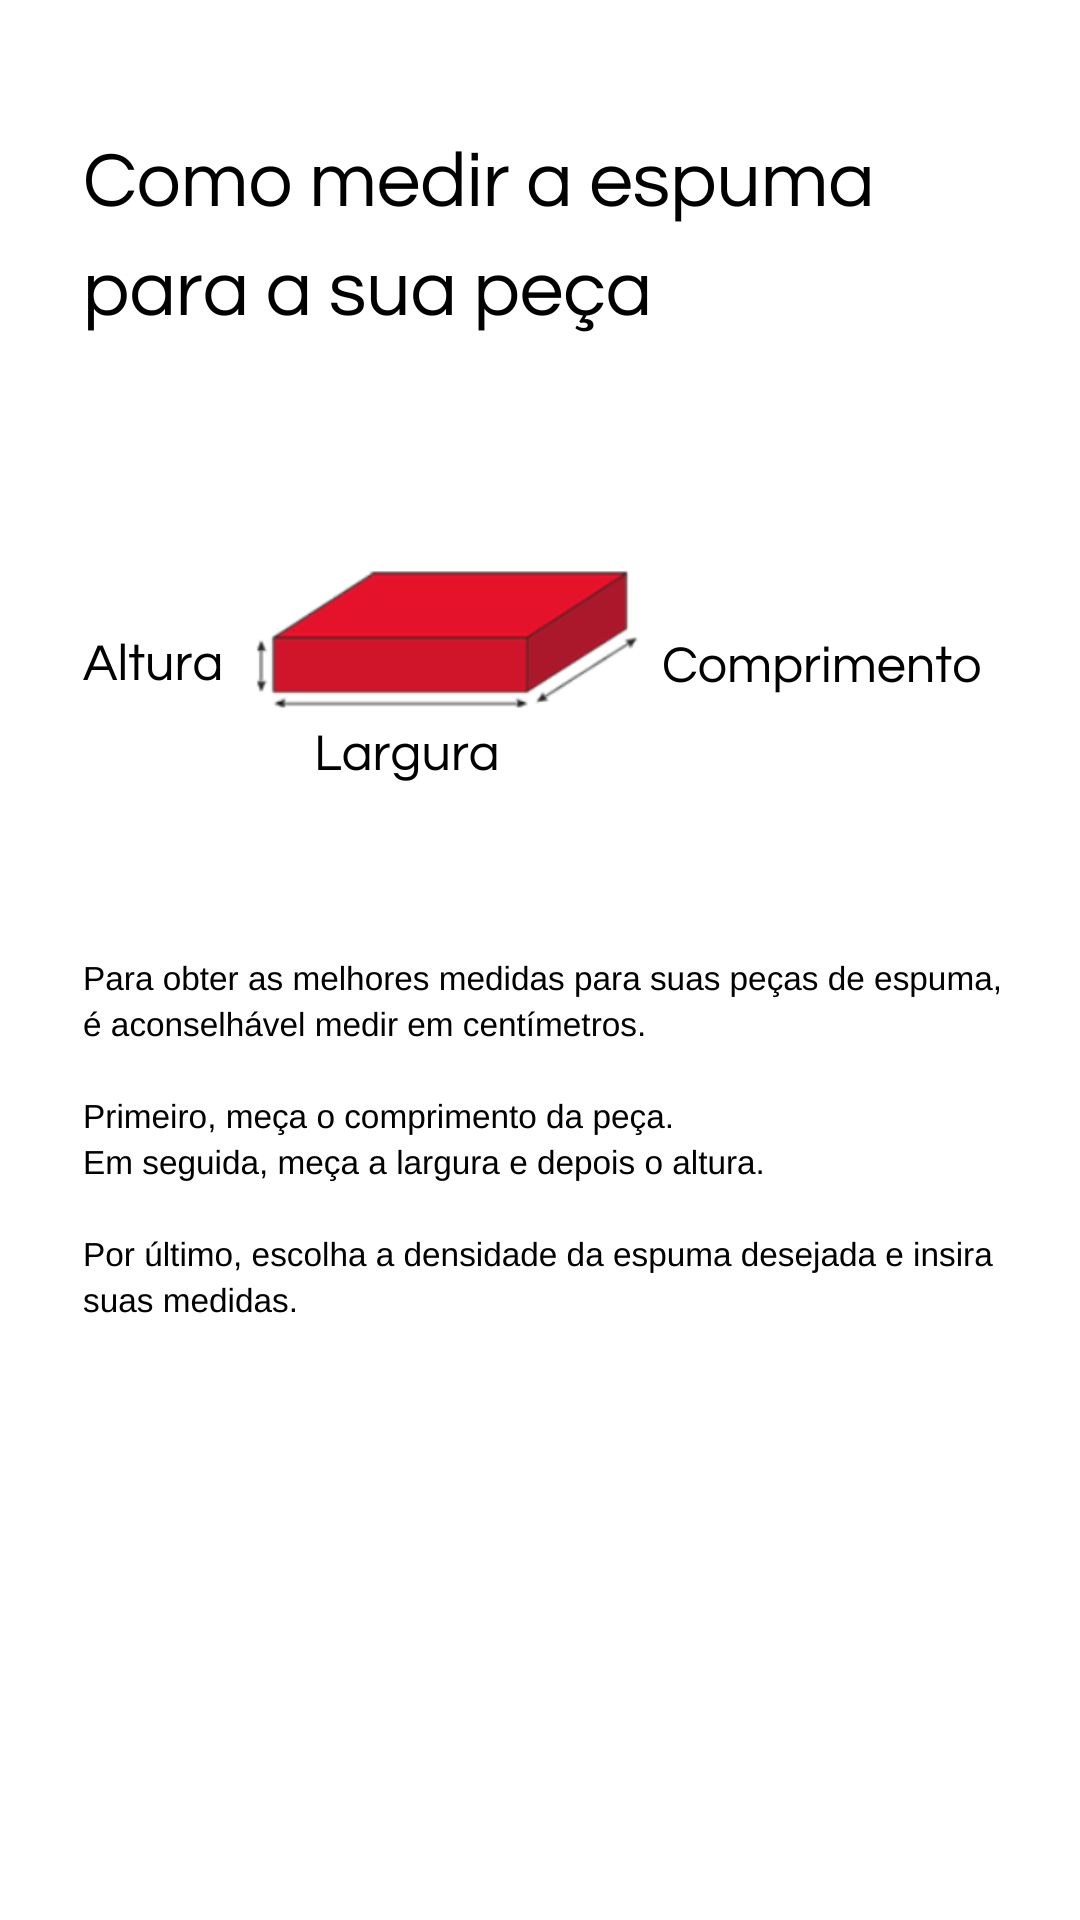 Como medir a espuma
para a sua peça
Altura
Comprimento
Largura
Para obter as melhores medidas para suas peças de espuma,
é aconselhável medir em centímetros.
Primeiro, meça o comprimento da peça.
Em seguida, meça a largura e depois o altura.
Por último, escolha a densidade da espuma desejada e insira
suas medidas.